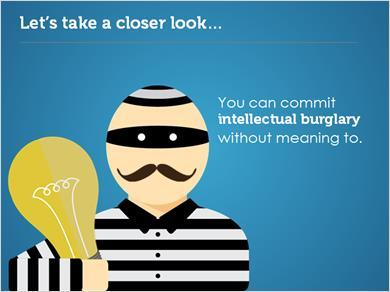 Let's take a closer look...
You can commit
intellectual burglary
without meaning to.